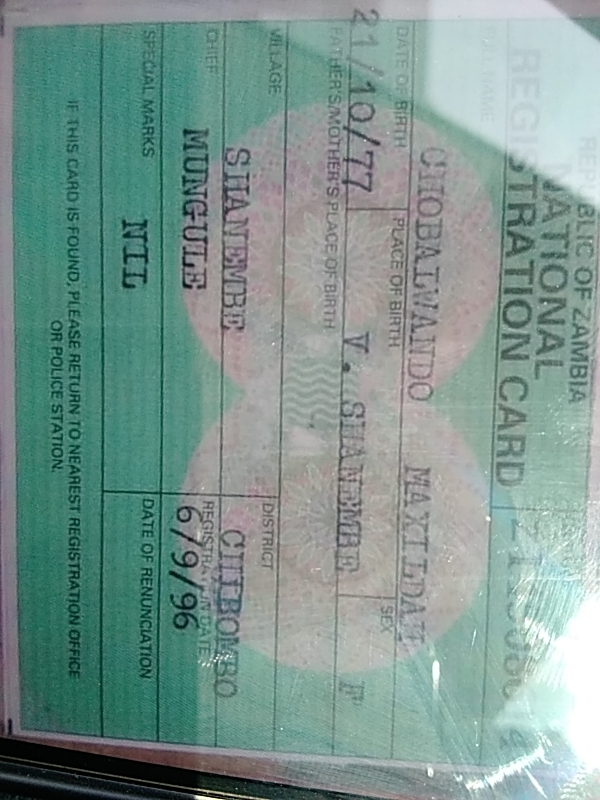 REPUBLIC OF ZAMBIA
NATIONAL
REGISTRATION CARD
FULL NAME
CHOBALWANDO MAXILDAH
DATE OF BIRTH PLACE OF BIRTH SEX
21/10/77 V. SHANEMBE F
FATHER'S/MOTHER'S PLACE OF BIRTH
VILLAGE DISTRICT
SHANEMBE CHIBOMBO
CHIEF REGISTRATION DATE
MUNGULE 6/9/96
SPECIAL MARKS DATE OF RENUNCIATION
NIL
IF THIS CARD IS FOUND, PLEASE RETURN TO NEAREST REGISTRATION OFFICE
OR POLICE STATION.